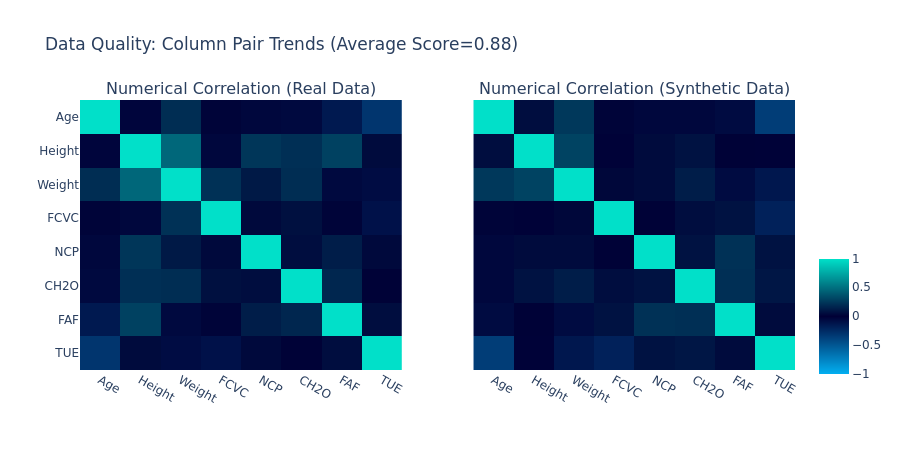 Data Quality: Column Pair Trends (Average Score=0.88)
Numerical Correlation (Real Data)
Numerical Correlation (Synthetic Data)
Age
Height
Weight
FCVC
NCP
CH2O
FAF
TUE
Age
Height
Weight
FCVC
NCP
CH2O
FAF
TUE
Age
Height
Weight
FCVC
NCP
CH2O
FAF
TUE
1
0.5
0
−0.5
−1